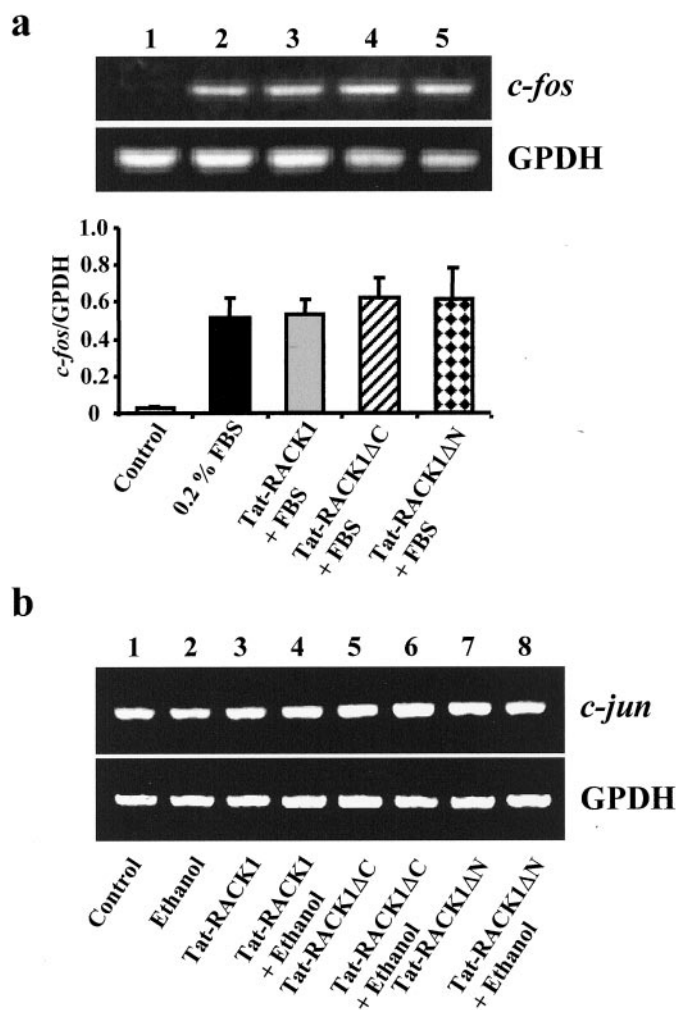 a
1 2 3 4 5
c-fos
GPDH
c-fos/GPDH
1.0
0.8
0.6
0.4
0.2
0
Control
0.2 % FBS
Tat-RACK1
+ FBS
Tat-RACK1ΔC
+ FBS
Tat-RACK1ΔN
+ FBS
b
1 2 3 4 5 6 7 8
c-jun
GPDH
Control
Ethanol
Tat-RACK1
Tat-RACK1
+ Ethanol
Tat-RACK1ΔC
Tat-RACK1ΔC
+ Ethanol
Tat-RACK1ΔN
Tat-RACK1ΔN
+ Ethanol